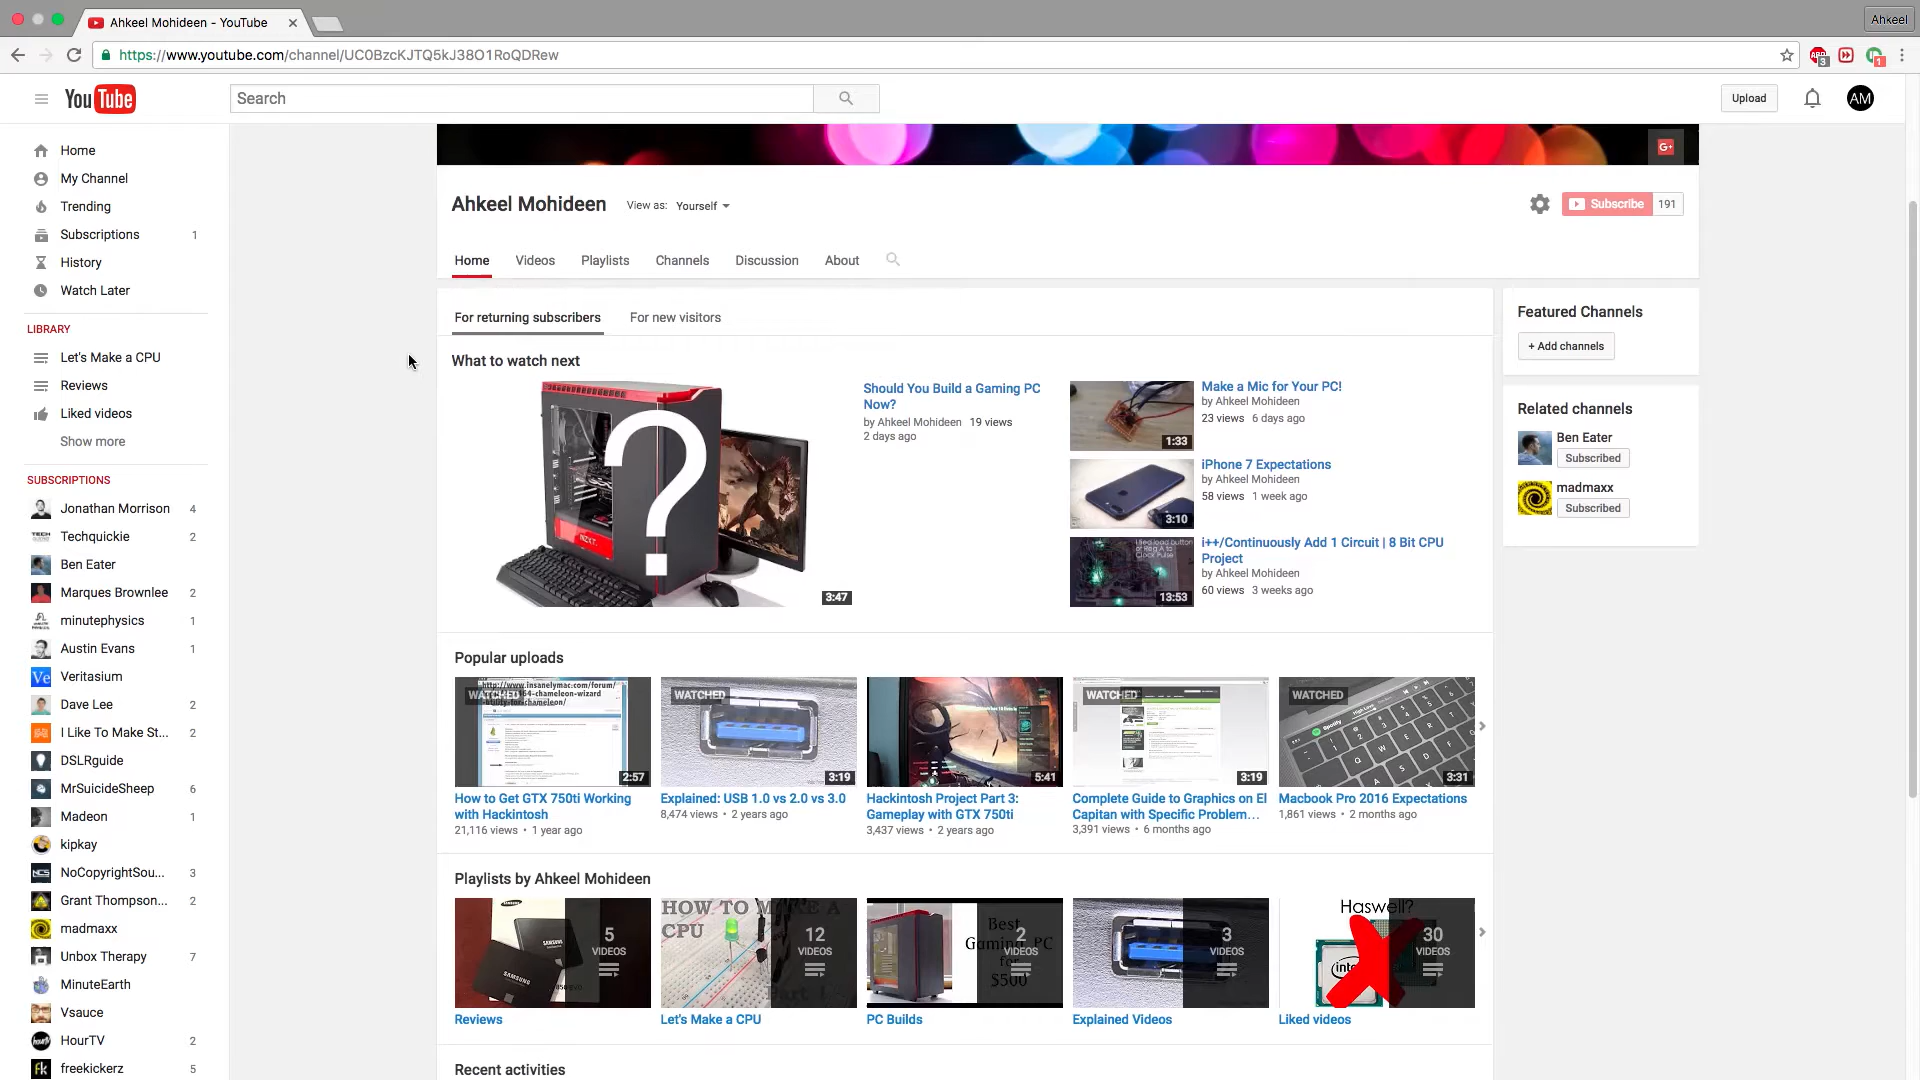 Ahkeel Mohideen - YouTube
Ahkeel
https://www.youtube.com/channel/UC0BzcKJTQ5kJ38O1RoQDRew
3
1
YouTube
Search
Upload
AM
Home
My Channel
Trending
Subscriptions 1
History
Watch Later
LIBRARY
Let's Make a CPU
Reviews
Liked videos
Show more
SUBSCRIPTIONS
Jonathan Morrison 4
Techquickie 2
Ben Eater
Marques Brownlee 2
minutephysics 1
Austin Evans 1
Veritasium
Dave Lee 2
I Like To Make St... 2
DSLRguide
MrSuicideSheep 6
Madeon 1
kipkay
NoCopyrightSou... 3
Grant Thompson... 2
madmaxx
Unbox Therapy 7
MinuteEarth
Vsauce
HourTV 2
freekickerz 5
G+
Ahkeel Mohideen View as: Yourself
Subscribe 191
Home Videos Playlists Channels Discussion About
For returning subscribers For new visitors
What to watch next
?
3:47
Should You Build a Gaming PC
Now?
by Ahkeel Mohideen 19 views
2 days ago
1:33
Make a Mic for Your PC!
by Ahkeel Mohideen
23 views 6 days ago
3:10
iPhone 7 Expectations
by Ahkeel Mohideen
58 views 1 week ago
13:53
i++/Continuously Add 1 Circuit | 8 Bit CPU
Project
by Ahkeel Mohideen
60 views 3 weeks ago
Featured Channels
+ Add channels
Related channels
Ben Eater
Subscribed
madmaxx
Subscribed
Popular uploads
WATCHED
2:57
How to Get GTX 750ti Working
with Hackintosh
21,116 views • 1 year ago
WATCHED
3:19
Explained: USB 1.0 vs 2.0 vs 3.0
8,474 views • 2 years ago
5:41
Hackintosh Project Part 3:
Gameplay with GTX 750ti
3,437 views • 2 years ago
WATCHED
3:19
Complete Guide to Graphics on El
Capitan with Specific Problem...
3,391 views • 6 months ago
WATCHED
3:31
Macbook Pro 2016 Expectations
1,861 views • 2 months ago
Playlists by Ahkeel Mohideen
SAMSUNG
5
VIDEOS
Reviews
HOW TO MAKE A
CPU
12
VIDEOS
Let's Make a CPU
Best
Gaming PC
for
$500
2
VIDEOS
PC Builds
3
VIDEOS
Explained Videos
Haswell?
30
VIDEOS
Liked videos
Recent activities